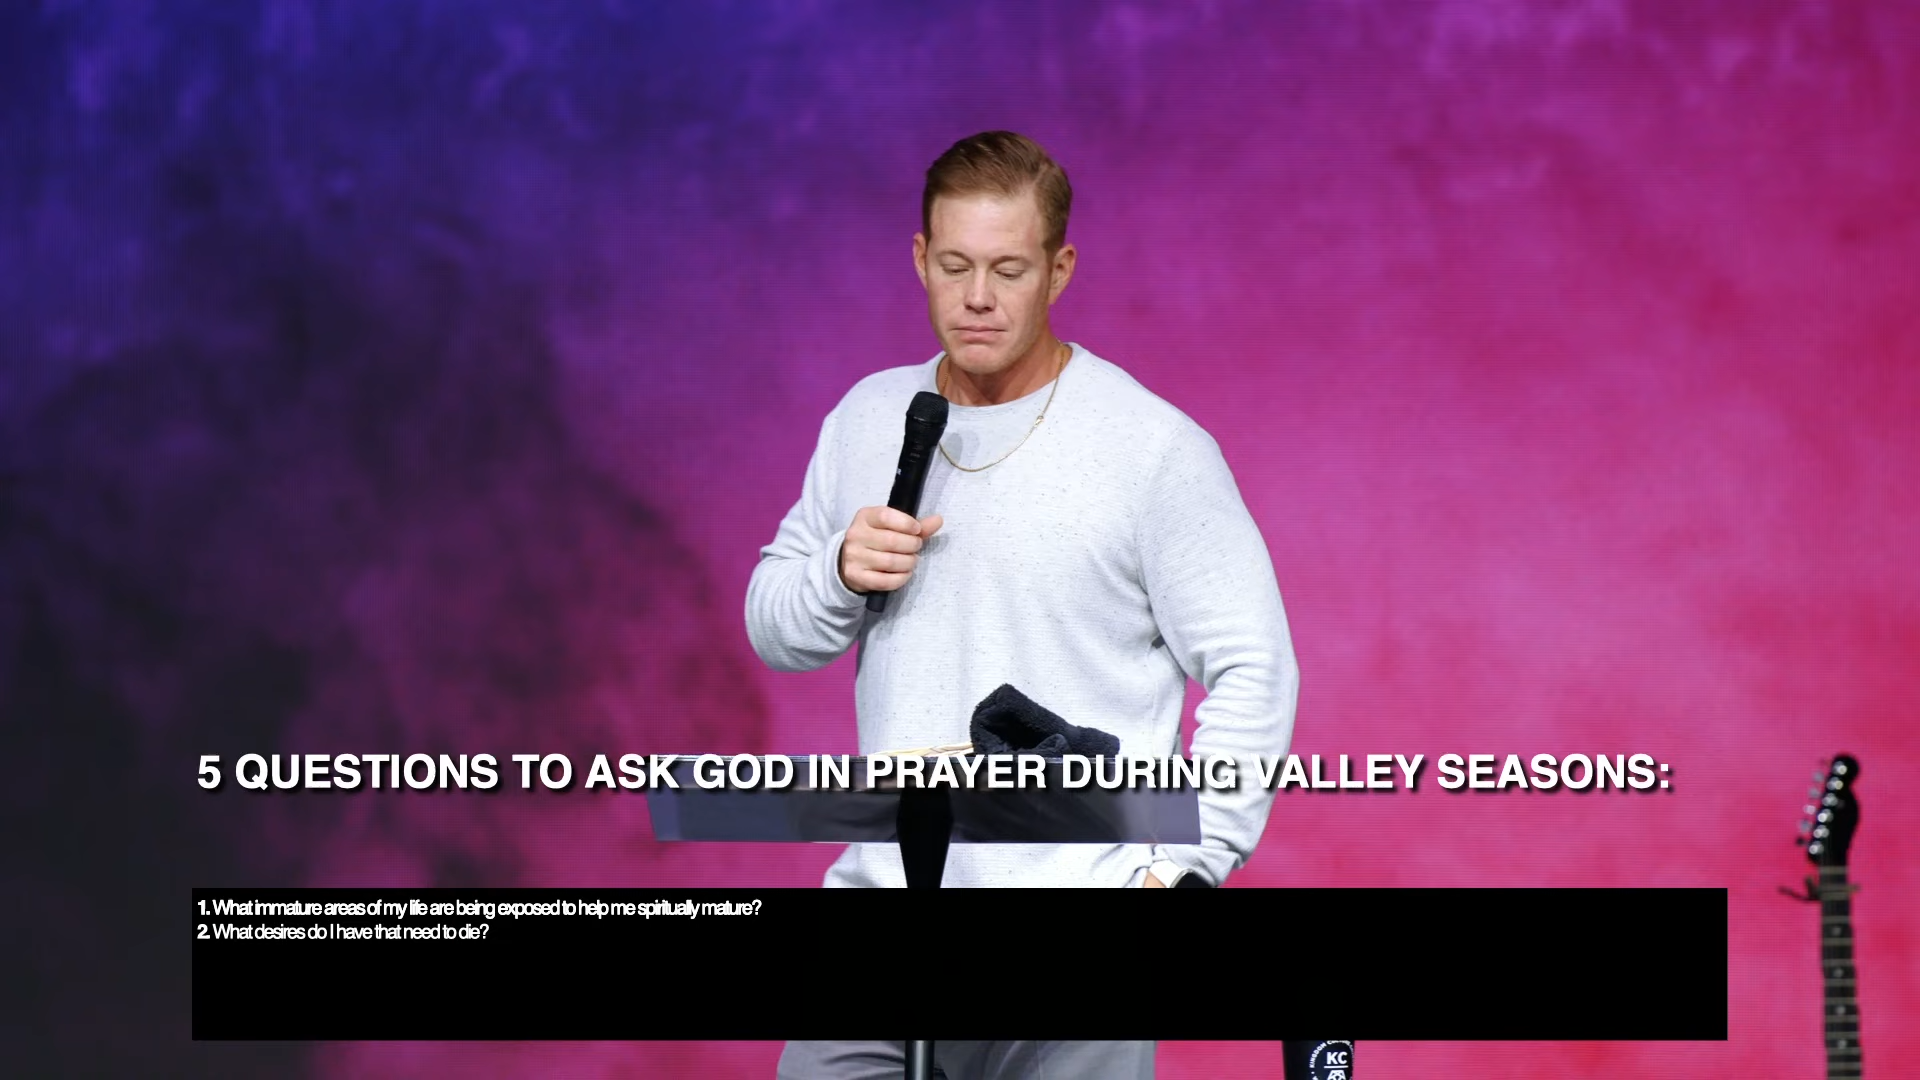 5 QUESTIONS TO ASK GOD IN PRAYER DURING VALLEY SEASONS:
1. What immature areas of my life are being exposed to help me spiritually mature?
2. What desires do I have that need to die?
KC